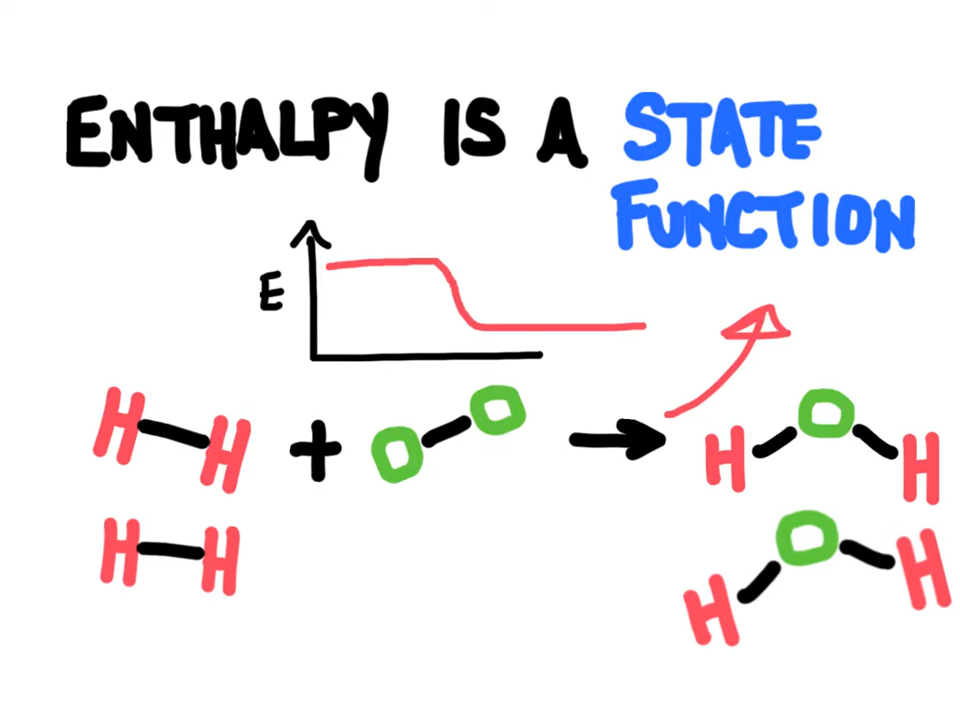 ENTHALPY IS A STATE
FUNCTION
E
H H + O O → H O H
H H H O H